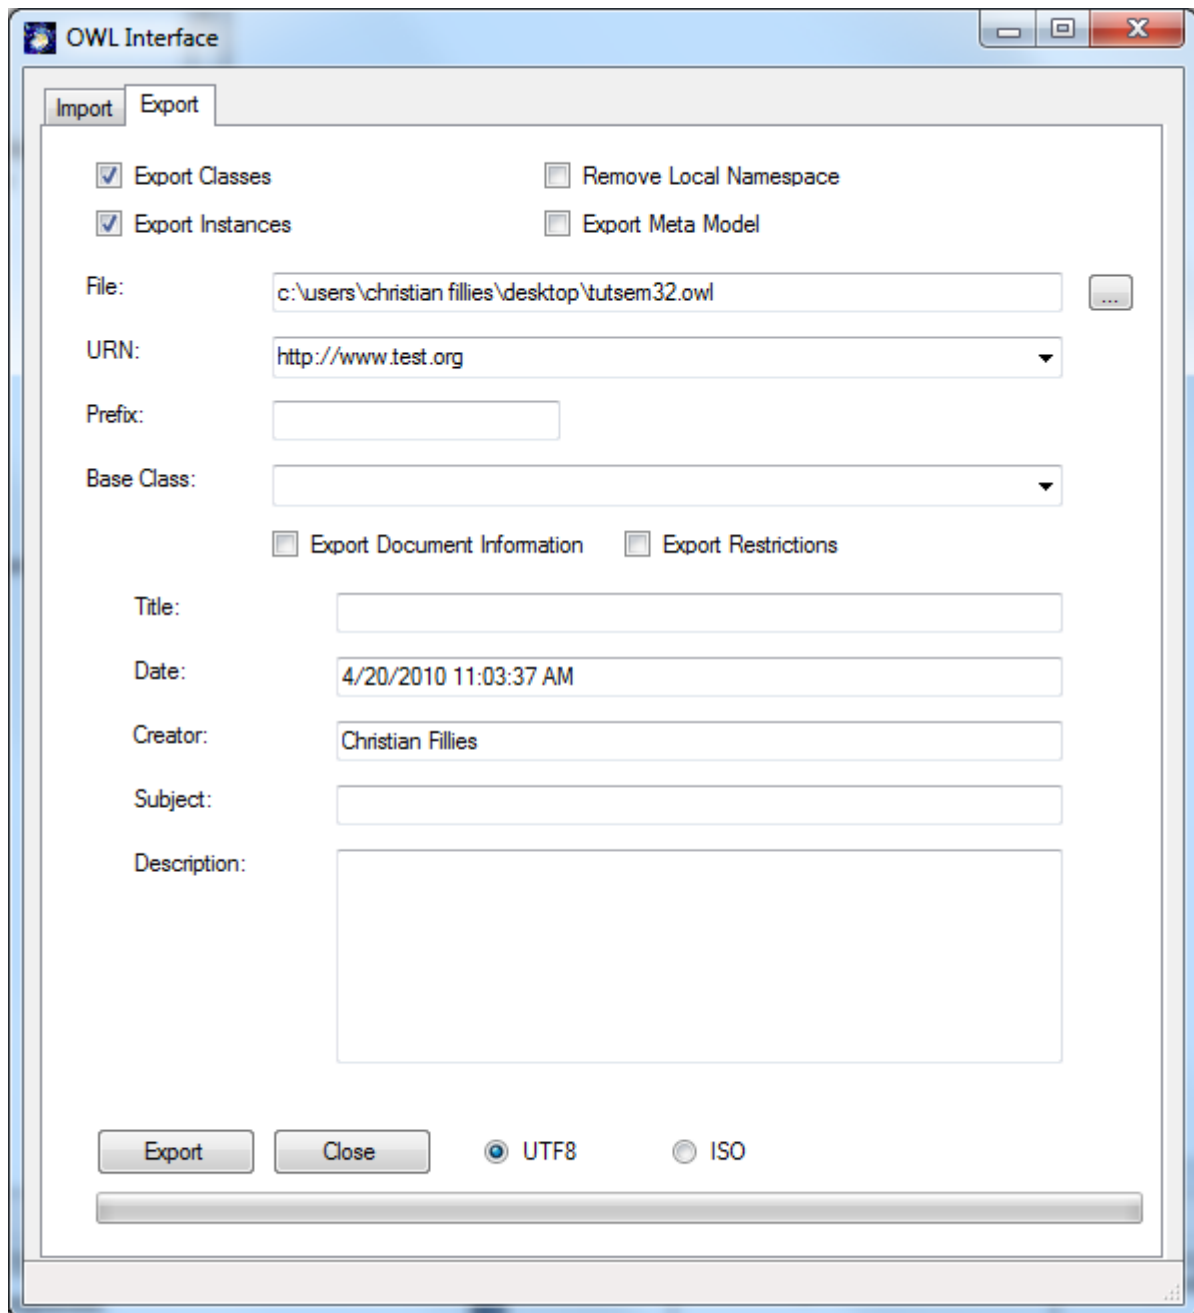 OWL Interface
Import Export
Export Classes Remove Local Namespace
Export Instances Export Meta Model
File: c:\users\christian fillies\desktop\tutsem32.owl ...
URN: http://www.test.org
Prefix:
Base Class:
Export Document Information Export Restrictions
Title:
Date: 4/20/2010 11:03:37 AM
Creator: Christian Fillies
Subject:
Description:
Export Close UTF8 ISO